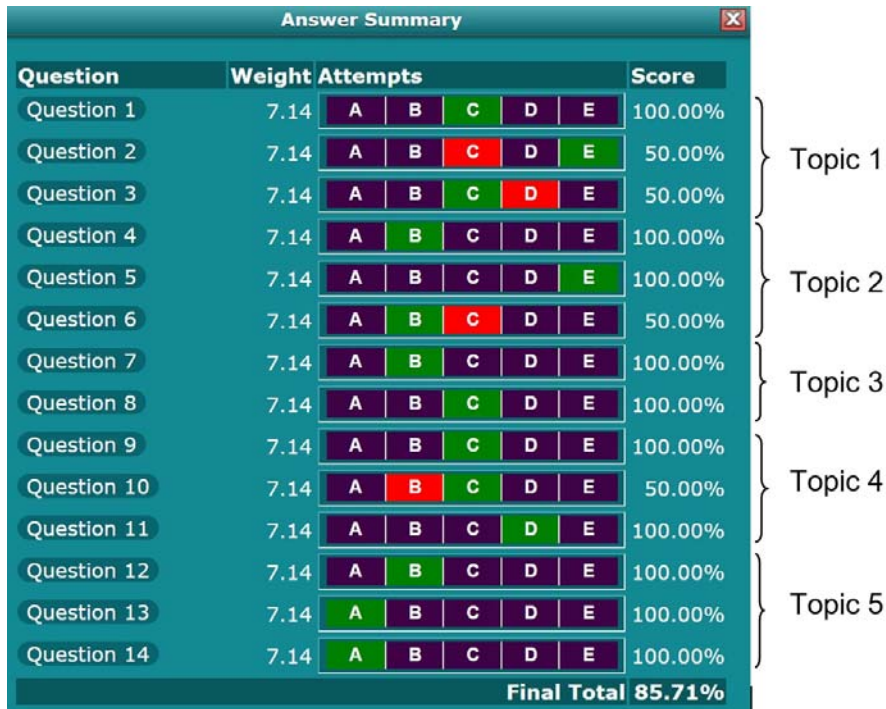 Answer Summary X
Question Weight Attempts Score
Question 1 7.14 A B C D E 100.00%
Question 2 7.14 A B C D E 50.00%
Topic 1
Question 3 7.14 A B C D E 50.00%
Question 4 7.14 A B C D E 100.00%
Question 5 7.14 A B C D E 100.00%
Topic 2
Question 6 7.14 A B C D E 50.00%
Question 7 7.14 A B C D E 100.00%
Topic 3
Question 8 7.14 A B C D E 100.00%
Question 9 7.14 A B C D E 100.00%
Question 10 7.14 A B C D E 50.00%
Topic 4
Question 11 7.14 A B C D E 100.00%
Question 12 7.14 A B C D E 100.00%
Question 13 7.14 A B C D E 100.00%
Topic 5
Question 14 7.14 A B C D E 100.00%
Final Total 85.71%